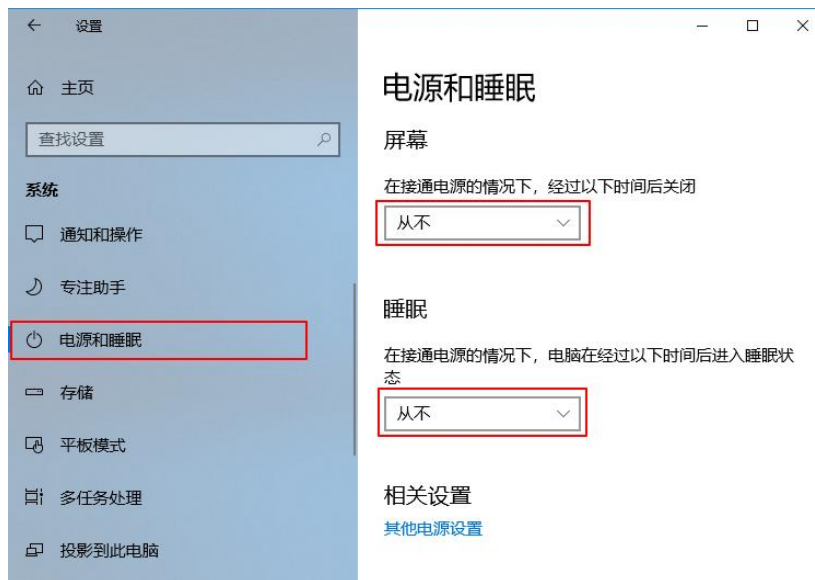 设置
主页
查找设置
系统
通知和操作
专注助手
电源和睡眠
存储
平板模式
多任务处理
投影到此电脑
电源和睡眠
屏幕
在接通电源的情况下，经过以下时间后关闭
从不
睡眠
在接通电源的情况下，电脑在经过以下时间后进入睡眠状
态
从不
相关设置
其他电源设置